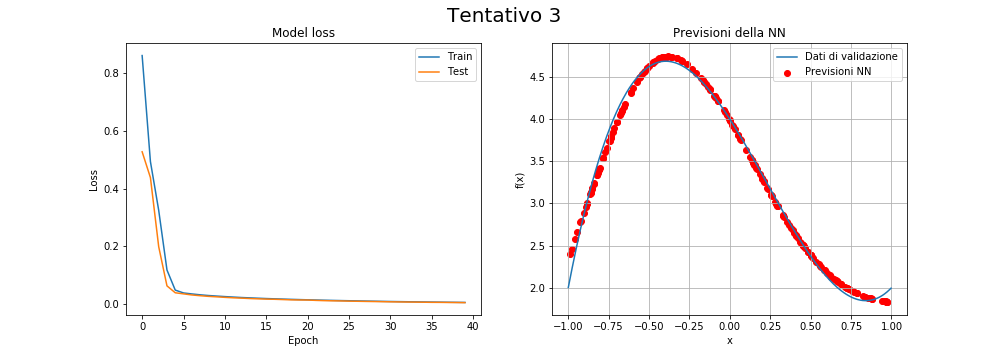 Tentativo 3
Model loss
Train
Test
0.8
0.6
0.4
0.2
0.0
Loss
0 5 10 15 20 25 30 35 40
Epoch
Previsioni della NN
Dati di validazione
Previsioni NN
4.5
4.0
3.5
3.0
2.5
2.0
f(x)
−1.00 −0.75 −0.50 −0.25 0.00 0.25 0.50 0.75 1.00
x